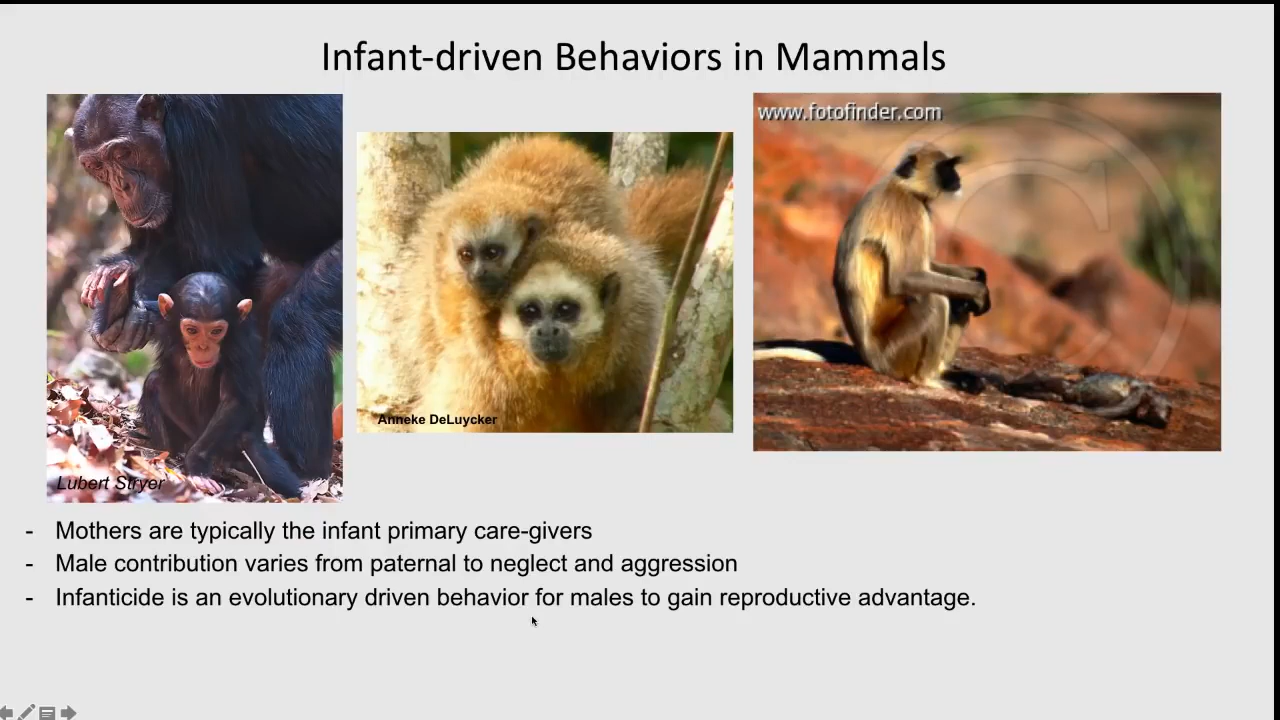 Infant-driven Behaviors in Mammals
www.fotofinder.com
Anneke DeLuycker
Lubert Stryer
- Mothers are typically the infant primary care-givers
- Male contribution varies from paternal to neglect and aggression
- Infanticide is an evolutionary driven behavior for males to gain reproductive advantage.